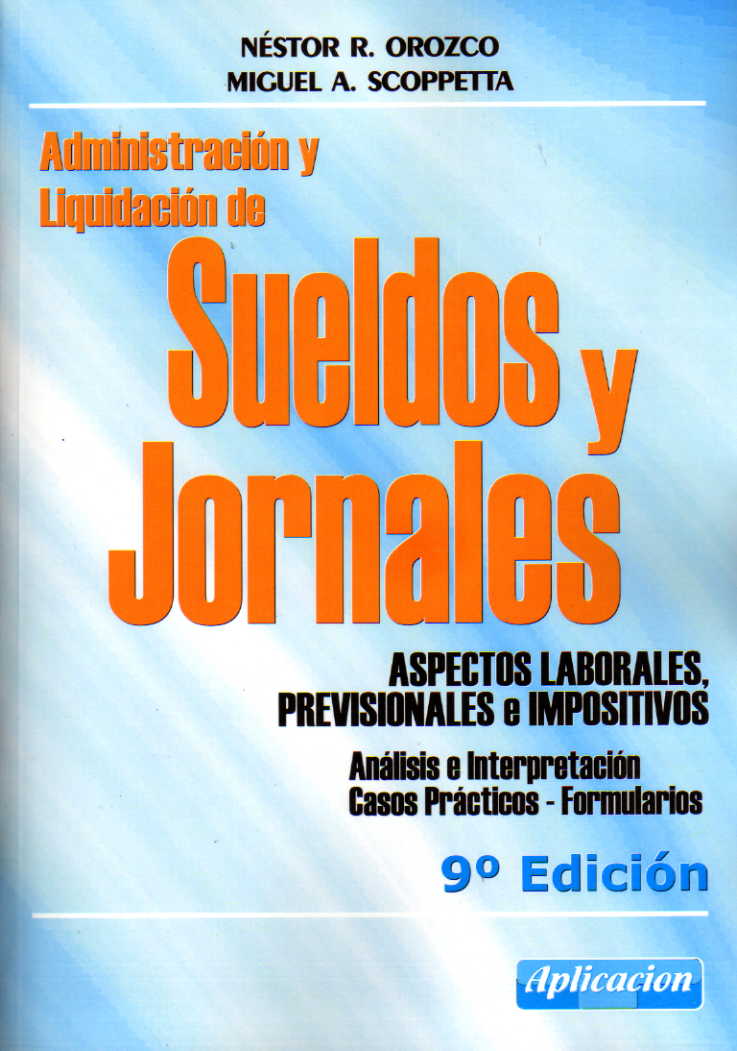 NÉSTOR R. OROZCO
MIGUEL A. SCOPPETTA
Administración y
Liquidación de
Sueldos y
Jornales
ASPECTOS LABORALES,
PREVISIONALES e IMPOSITIVOS
Análisis e Interpretación
Casos Prácticos - Formularios
9º Edición
Aplicacion